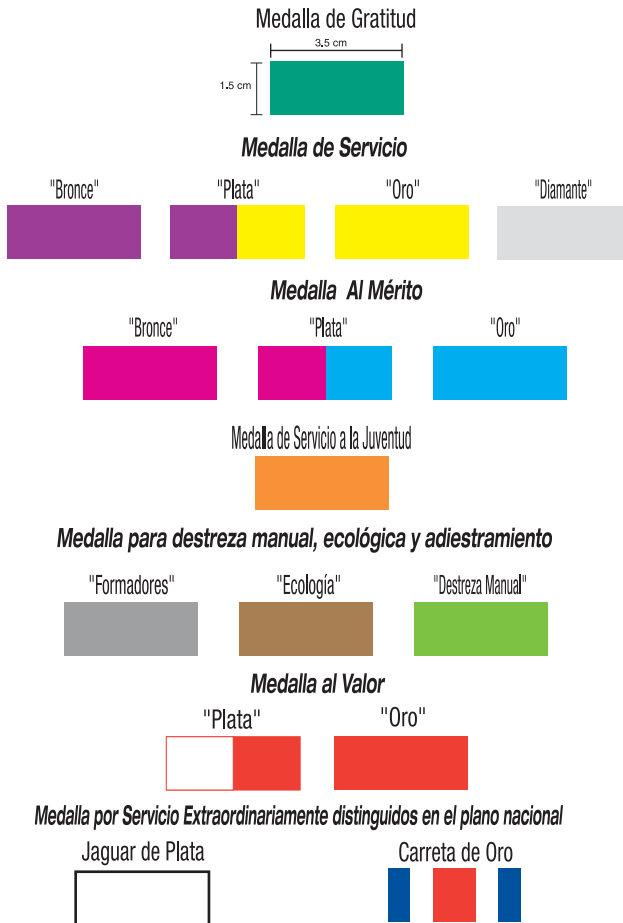 Medalla de Gratitud
3.5 cm
1.5 cm
Medalla de Servicio
"Bronce" "Plata" "Oro" "Diamante"
Medalla Al Mérito
"Bronce" "Plata" "Oro"
Medalla de Servicio a la Juventud
Medalla para destreza manual, ecológica y adiestramiento
"Formadores" "Ecología" "Destreza Manual"
Medalla al Valor
"Plata" "Oro"
Medalla por Servicio Extraordinariamente distinguidos en el plano nacional
Jaguar de Plata Carreta de Oro